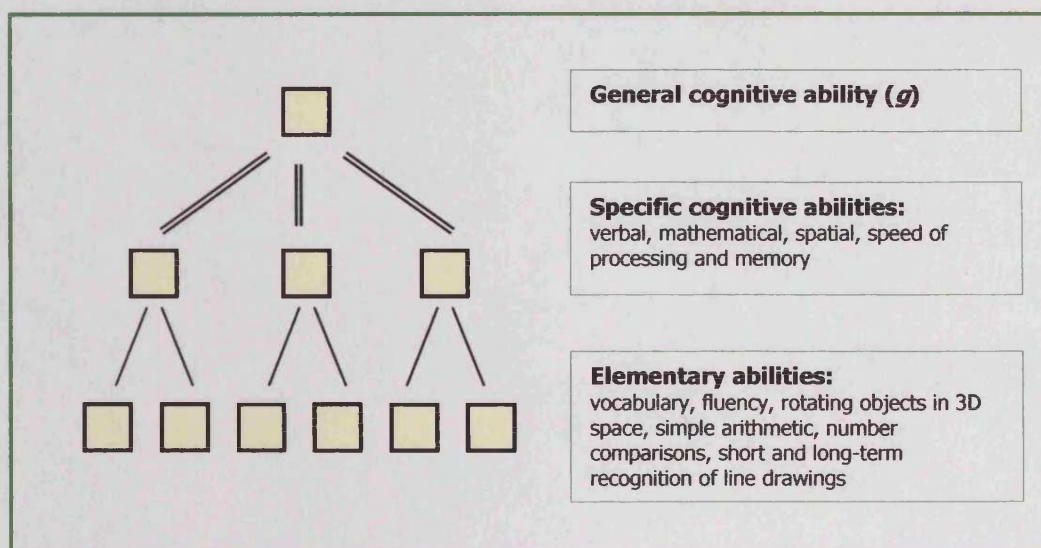 General cognitive ability (g)
Specific cognitive abilities:
verbal, mathematical, spatial, speed of
processing and memory
Elementary abilities:
vocabulary, fluency, rotating objects in 3D
space, simple arithmetic, number
comparisons, short and long-term
recognition of line drawings